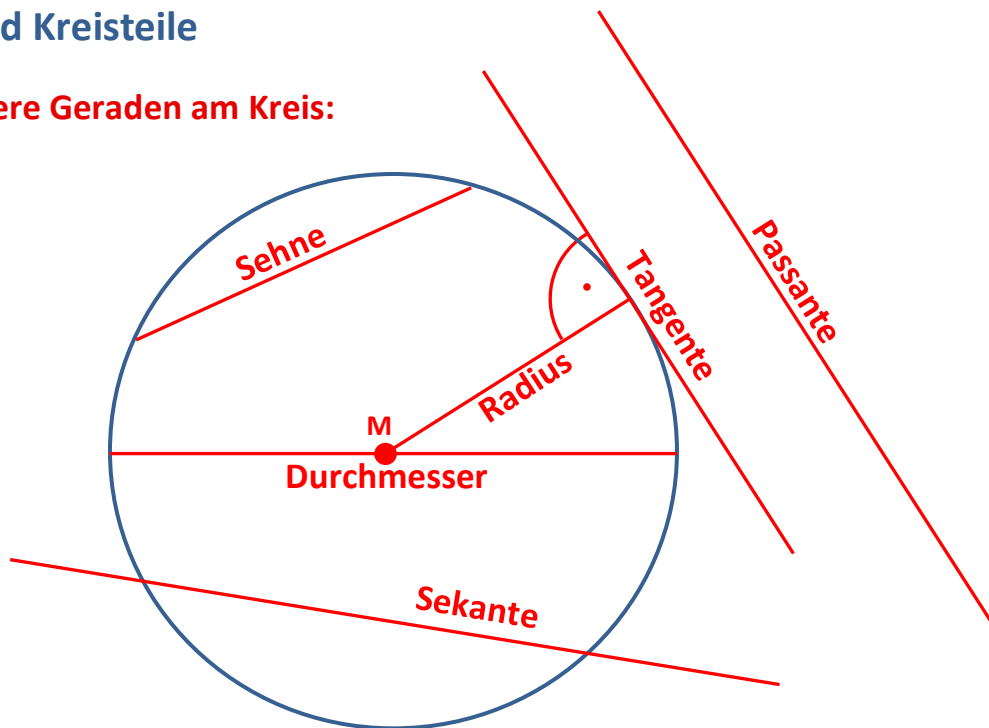 d Kreisteile
ere Geraden am Kreis:
Sehne
Tangente
Passante
Radius
M
Durchmesser
Sekante